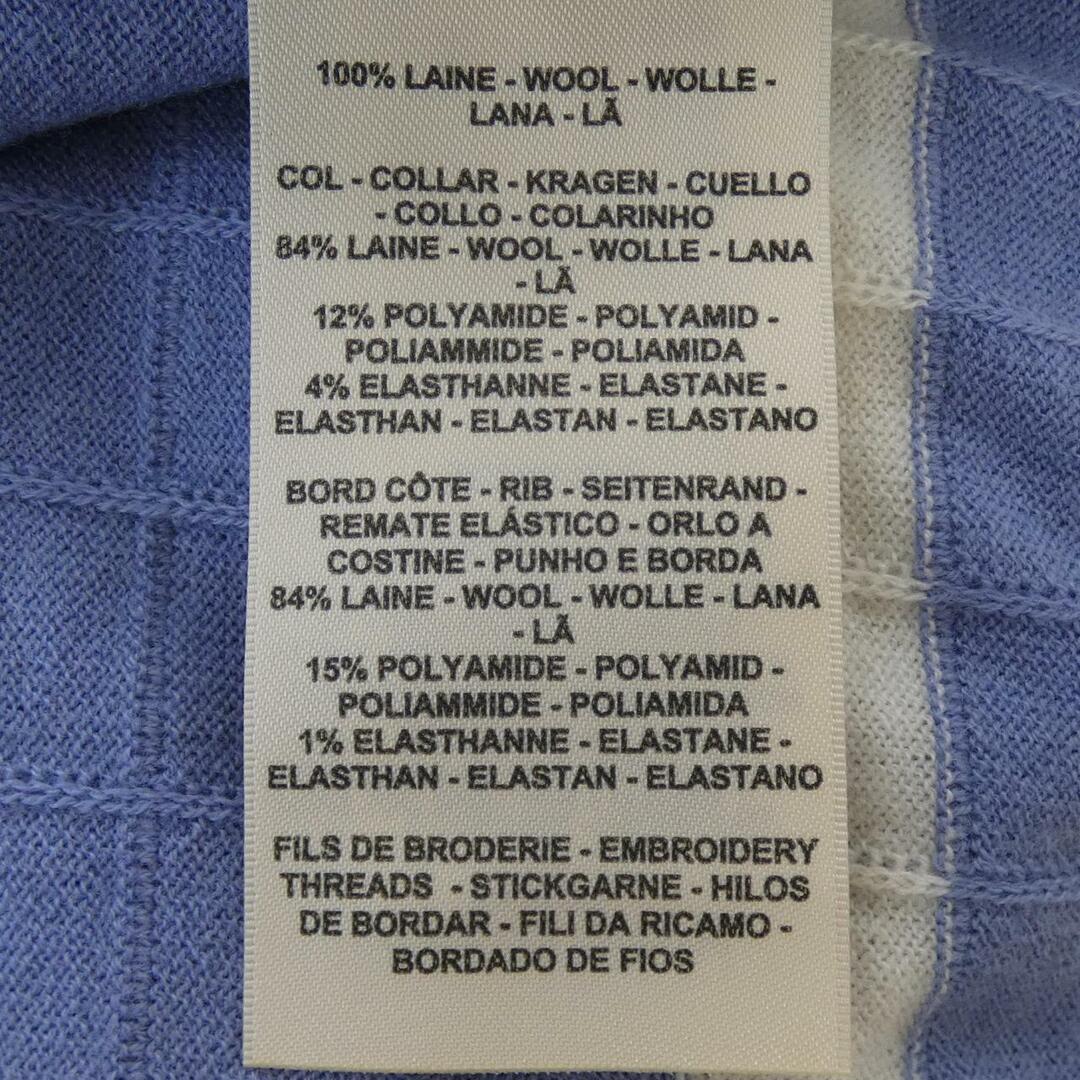 100% LAINE - WOOL - WOLLE -
LANA - LÃ
COL - COLLAR - KRAGEN - CUELLO
- COLLO - COLARINHO
84% LAINE - WOOL - WOLLE - LANA
- LÃ
12% POLYAMIDE - POLYAMID -
POLIAMMIDE - POLIAMIDA
4% ELASTHANNE - ELASTANE -
ELASTHAN - ELASTAN - ELASTANO
BORD CÔTE - RIB - SEITENRAND -
REMATE ELÁSTICO - ORLO A
COSTINE - PUNHO E BORDA
84% LAINE - WOOL - WOLLE - LANA
- LÃ
15% POLYAMIDE - POLYAMID -
POLIAMMIDE - POLIAMIDA
1% ELASTHANNE - ELASTANE -
ELASTHAN - ELASTAN - ELASTANO
FILS DE BRODERIE - EMBROIDERY
THREADS - STICKGARNE - HILOS
DE BORDAR - FILI DA RICAMO -
BORDADO DE FIOS